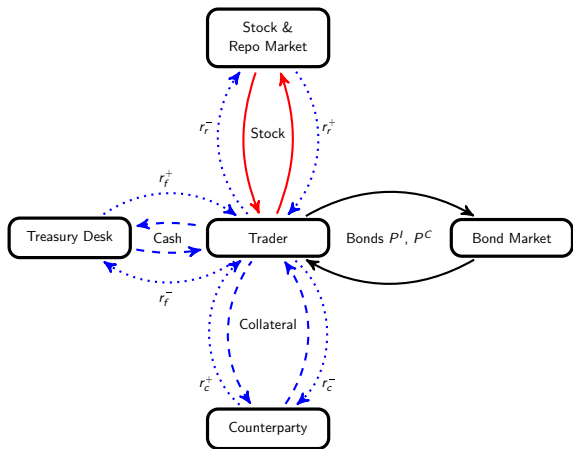 Stock &
Repo Market
r_r^-
Stock
r_r^+
r_f^+
Treasury Desk
Cash
Trader
Bonds P^I, P^C
Bond Market
r_f^-
Collateral
r_c^+
r_c^-
Counterparty